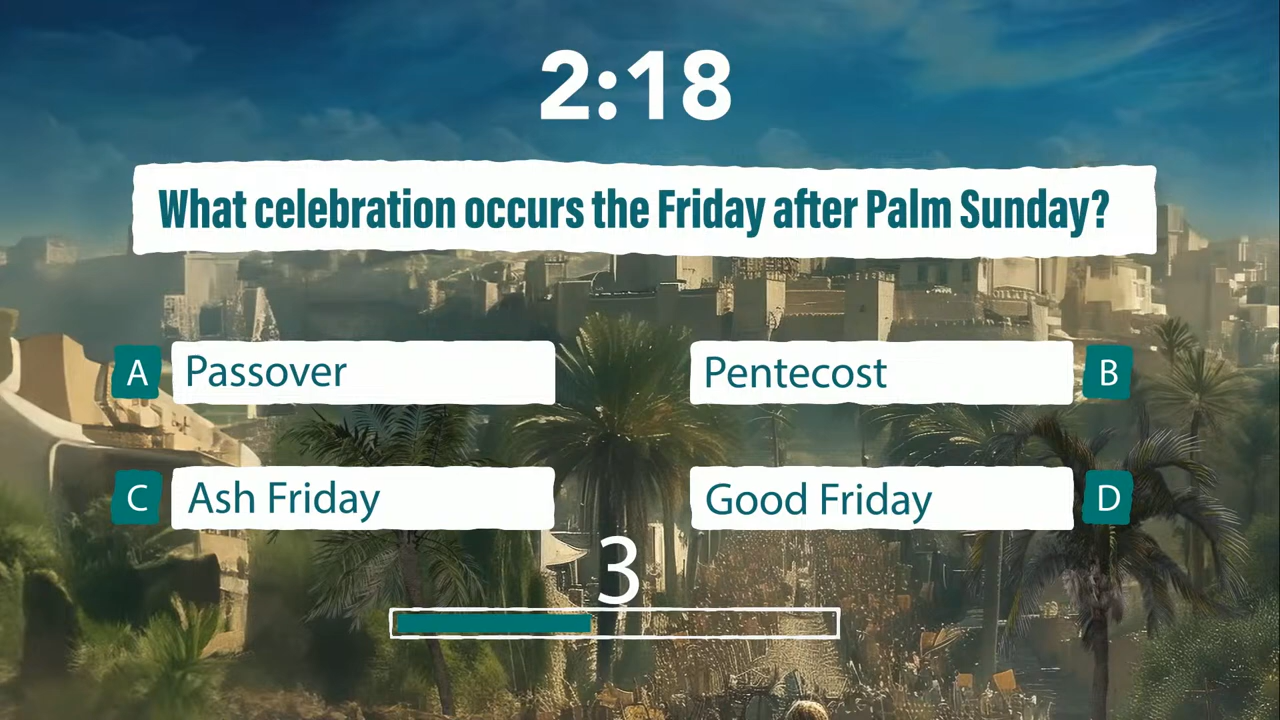 2:18
What celebration occurs the Friday after Palm Sunday?
A Passover
Pentecost B
C Ash Friday
Good Friday D
3